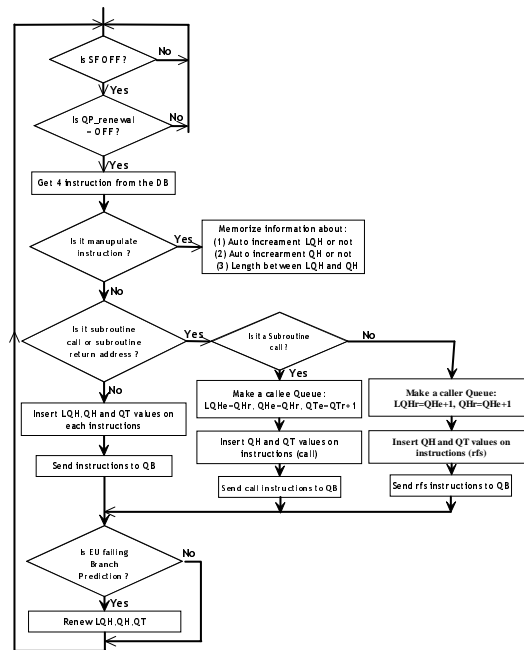 No
Is SF OFF ?
Yes
Is QP_renewal
No
= OFF ?
Yes
Get 4 instruction from the DB
Is it manupulate
instruction ?
Yes
Memorize information about:
(1) Auto increament LQH or not
(2) Auto increarment QH or not
(3) Length between LQH and QH
No
Is it subroutine
call or subroutine
return address ?
Yes
Is it a Subroutine
call ?
No
Yes
No
Insert LQH,QH and QT values on
each instructions
Send instructions to QB
Make a callee Queue:
LQHe=QHr, QHe=QHr, QTe=QTr+1
Insert QH and QT values on
instructions (call)
Send call instructions to QB
Make a caller Queue:
LQHr=QHe+1, QHr=QHe+1
Insert QH and QT values on
instructions (rfs)
Send rfs instructions to QB
Is EU failing
Branch
Prediction ?
No
Yes
Renew LQH,QH,QT